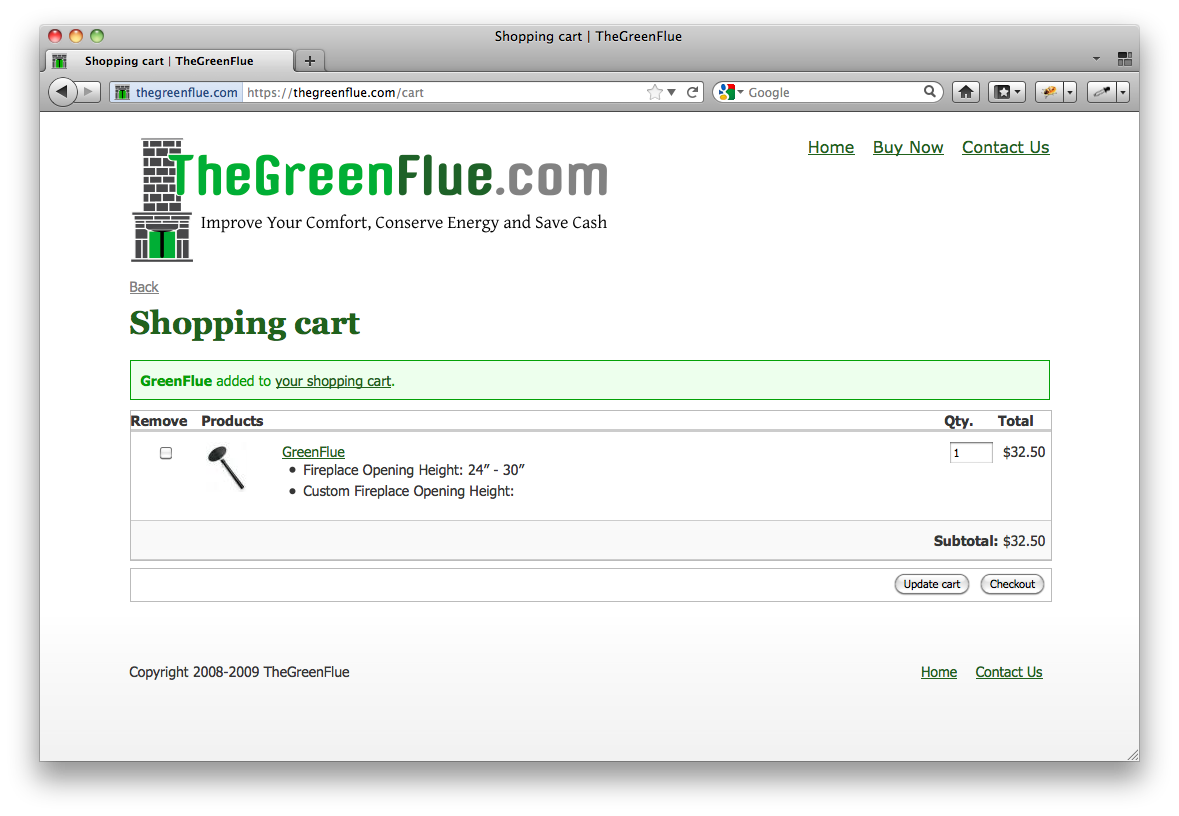 Shopping cart | TheGreenFlue
Shopping cart | TheGreenFlue
thegreenflue.com https://thegreenflue.com/cart Google
Home Buy Now Contact Us
TheGreenFlue.com
Improve Your Comfort, Conserve Energy and Save Cash
Back
Shopping cart
GreenFlue added to your shopping cart.
Remove Products Qty. Total
GreenFlue 1 $32.50
• Fireplace Opening Height: 24” - 30”
• Custom Fireplace Opening Height:
Subtotal: $32.50
Update cart Checkout
Copyright 2008-2009 TheGreenFlue Home Contact Us